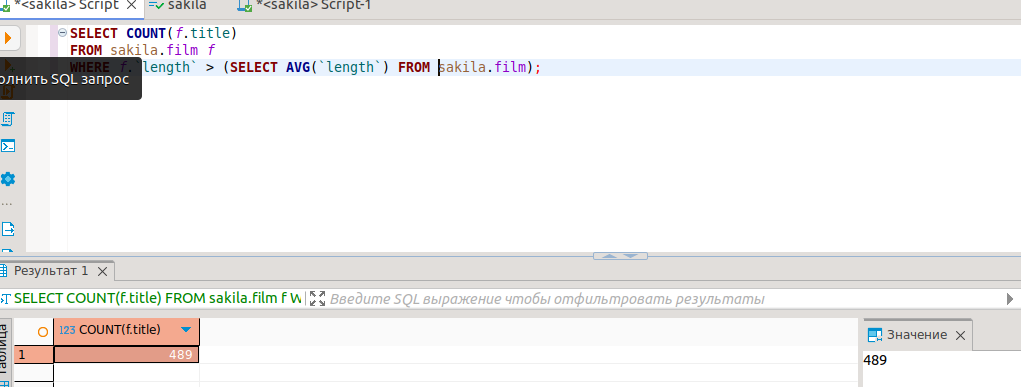 *<sakila> Script sakila *<sakila> Script-1
SELECT COUNT(f.title)
FROM sakila.film f
WHERE f.`length` > (SELECT AVG(`length`) FROM sakila.film);
олнить SQL запрос
Результат 1
SELECT COUNT(f.title) FROM sakila.film f W Введите SQL выражение чтобы отфильтровать результаты
Таблица
123 COUNT(f.title)
1 489
Значение
489